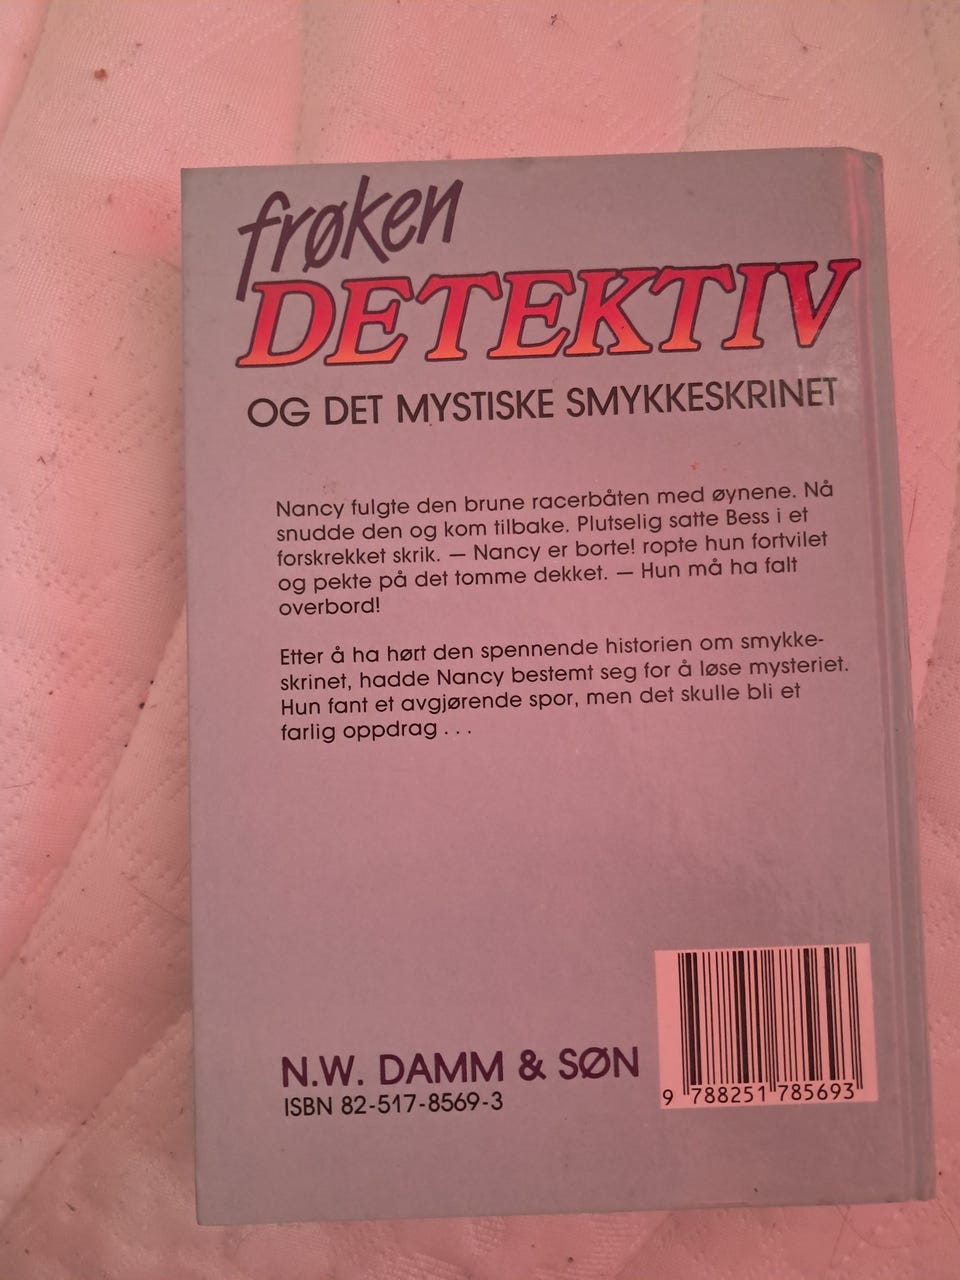 frøken
DETEKTIV
OG DET MYSTISKE SMYKKESKRINET
Nancy fulgte den brune racerbåten med øynene. Nå
snudde den og kom tilbake. Plutselig satte Bess i et
forskrekket skrik. — Nancy er borte! ropte hun fortvilet
og pekte på det tomme dekket. — Hun må ha falt
overbord!
Etter å ha hørt den spennende historien om smykke-
skrinet, hadde Nancy bestemt seg for å løse mysteriet.
Hun fant et avgjørende spor, men det skulle bli et
farlig oppdrag . . .
N.W. DAMM & SØN
ISBN 82-517-8569-3
9 788251 785693